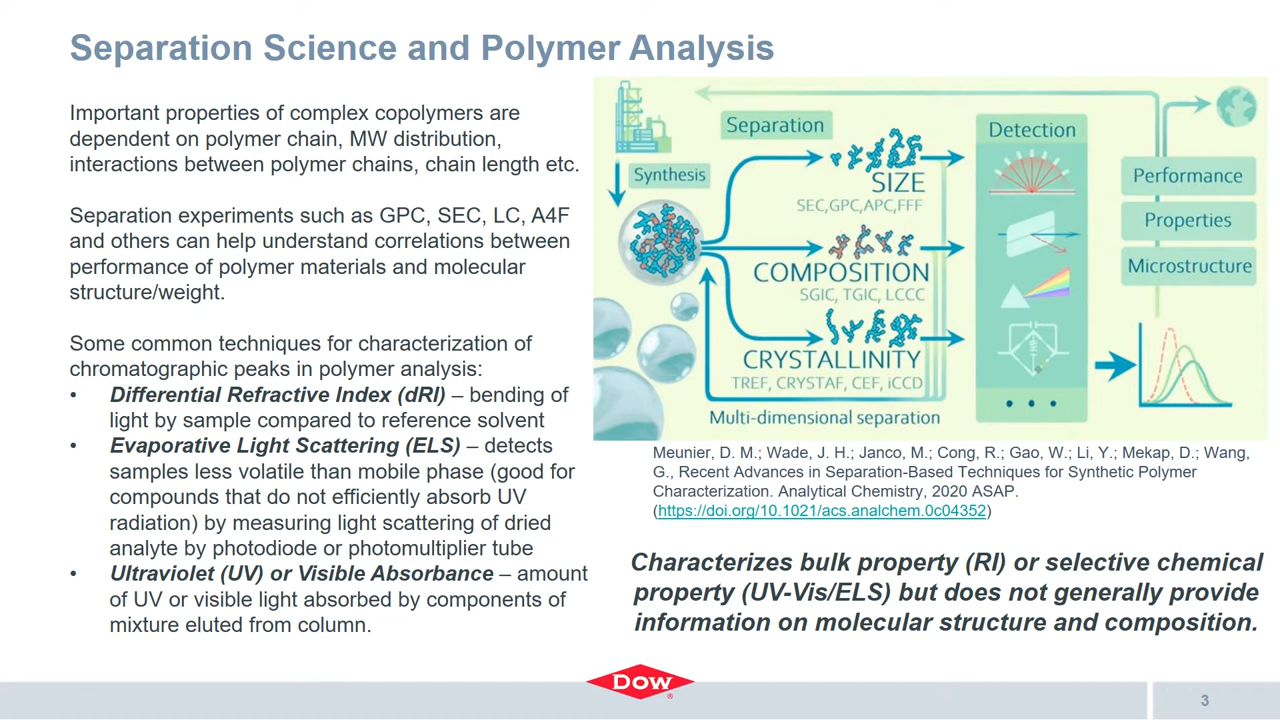 Separation Science and Polymer Analysis
Important properties of complex copolymers are
dependent on polymer chain, MW distribution,
interactions between polymer chains, chain length etc.
Separation experiments such as GPC, SEC, LC, A4F
and others can help understand correlations between
performance of polymer materials and molecular
structure/weight.
Some common techniques for characterization of
chromatographic peaks in polymer analysis:
• Differential Refractive Index (dRI) – bending of
light by sample compared to reference solvent
• Evaporative Light Scattering (ELS) – detects
samples less volatile than mobile phase (good for
compounds that do not efficiently absorb UV
radiation) by measuring light scattering of dried
analyte by photodiode or photomultiplier tube
• Ultraviolet (UV) or Visible Absorbance – amount
of UV or visible light absorbed by components of
mixture eluted from column.
Synthesis
Separation
SIZE
SEC,GPC,APC,FFF
COMPOSITION
SGIC, TGIC, LCCC
CRYSTALLINITY
TREF, CRYSTAF, CEF, iCCD
Multi-dimensional separation
Detection
Performance
Properties
Microstructure
Meunier, D. M.; Wade, J. H.; Janco, M.; Cong, R.; Gao, W.; Li, Y.; Mekap, D.; Wang,
G., Recent Advances in Separation-Based Techniques for Synthetic Polymer
Characterization. Analytical Chemistry, 2020 ASAP.
(https://doi.org/10.1021/acs.analchem.0c04352)
Characterizes bulk property (RI) or selective chemical
property (UV-Vis/ELS) but does not generally provide
information on molecular structure and composition.
DOW®
3